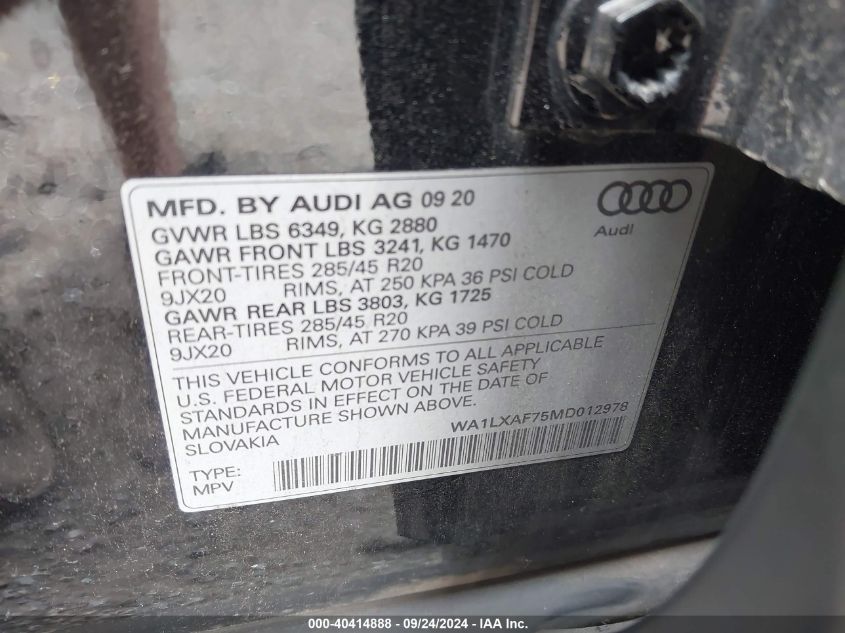 MFD. BY AUDI AG 09 20
GVWR LBS 6349, KG 2880
GAWR FRONT LBS 3241, KG 1470
FRONT-TIRES 285/45 R20
9JX20 RIMS, AT 250 KPA 36 PSI COLD
GAWR REAR LBS 3803, KG 1725
REAR-TIRES 285/45 R20
9JX20 RIMS, AT 270 KPA 39 PSI COLD
Audi
THIS VEHICLE CONFORMS TO ALL APPLICABLE
U.S. FEDERAL MOTOR VEHICLE SAFETY
STANDARDS IN EFFECT ON THE DATE OF
MANUFACTURE SHOWN ABOVE.
SLOVAKIA
WA1LXAF75MD012978
TYPE:
MPV
000-40414888 - 09/24/2024 - IAA Inc.